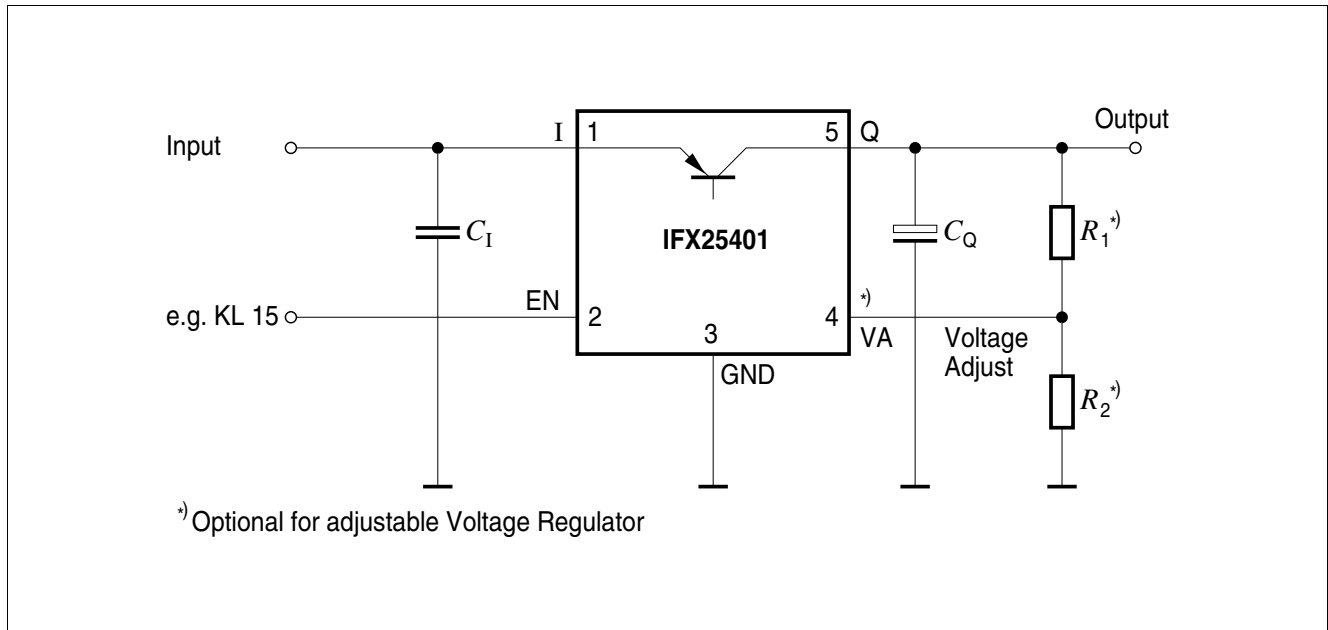 Input
I
1
5
Q
Output
C_I
IFX25401
C_Q
R_1*)
e.g. KL 15
EN
2
3
4
*)
VA
Voltage
Adjust
GND
R_2*)
*) Optional for adjustable Voltage Regulator